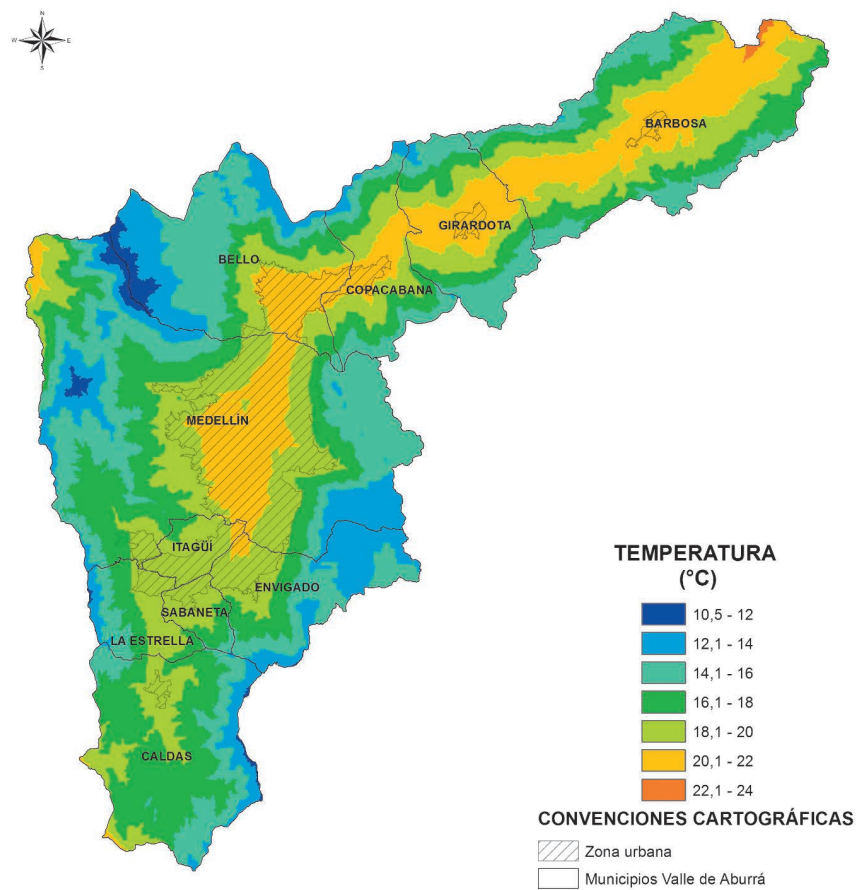 N
W E
S
BARBOSA
GIRARDOTA
BELLO
COPACABANA
MEDELLÍN
ITAGÜÍ
ENVIGADO
SABANETA
LA ESTRELLA
CALDAS
TEMPERATURA
(°C)
10,5 - 12
12,1 - 14
14,1 - 16
16,1 - 18
18,1 - 20
20,1 - 22
22,1 - 24
CONVENCIONES CARTOGRÁFICAS
Zona urbana
Municipios Valle de Aburrá